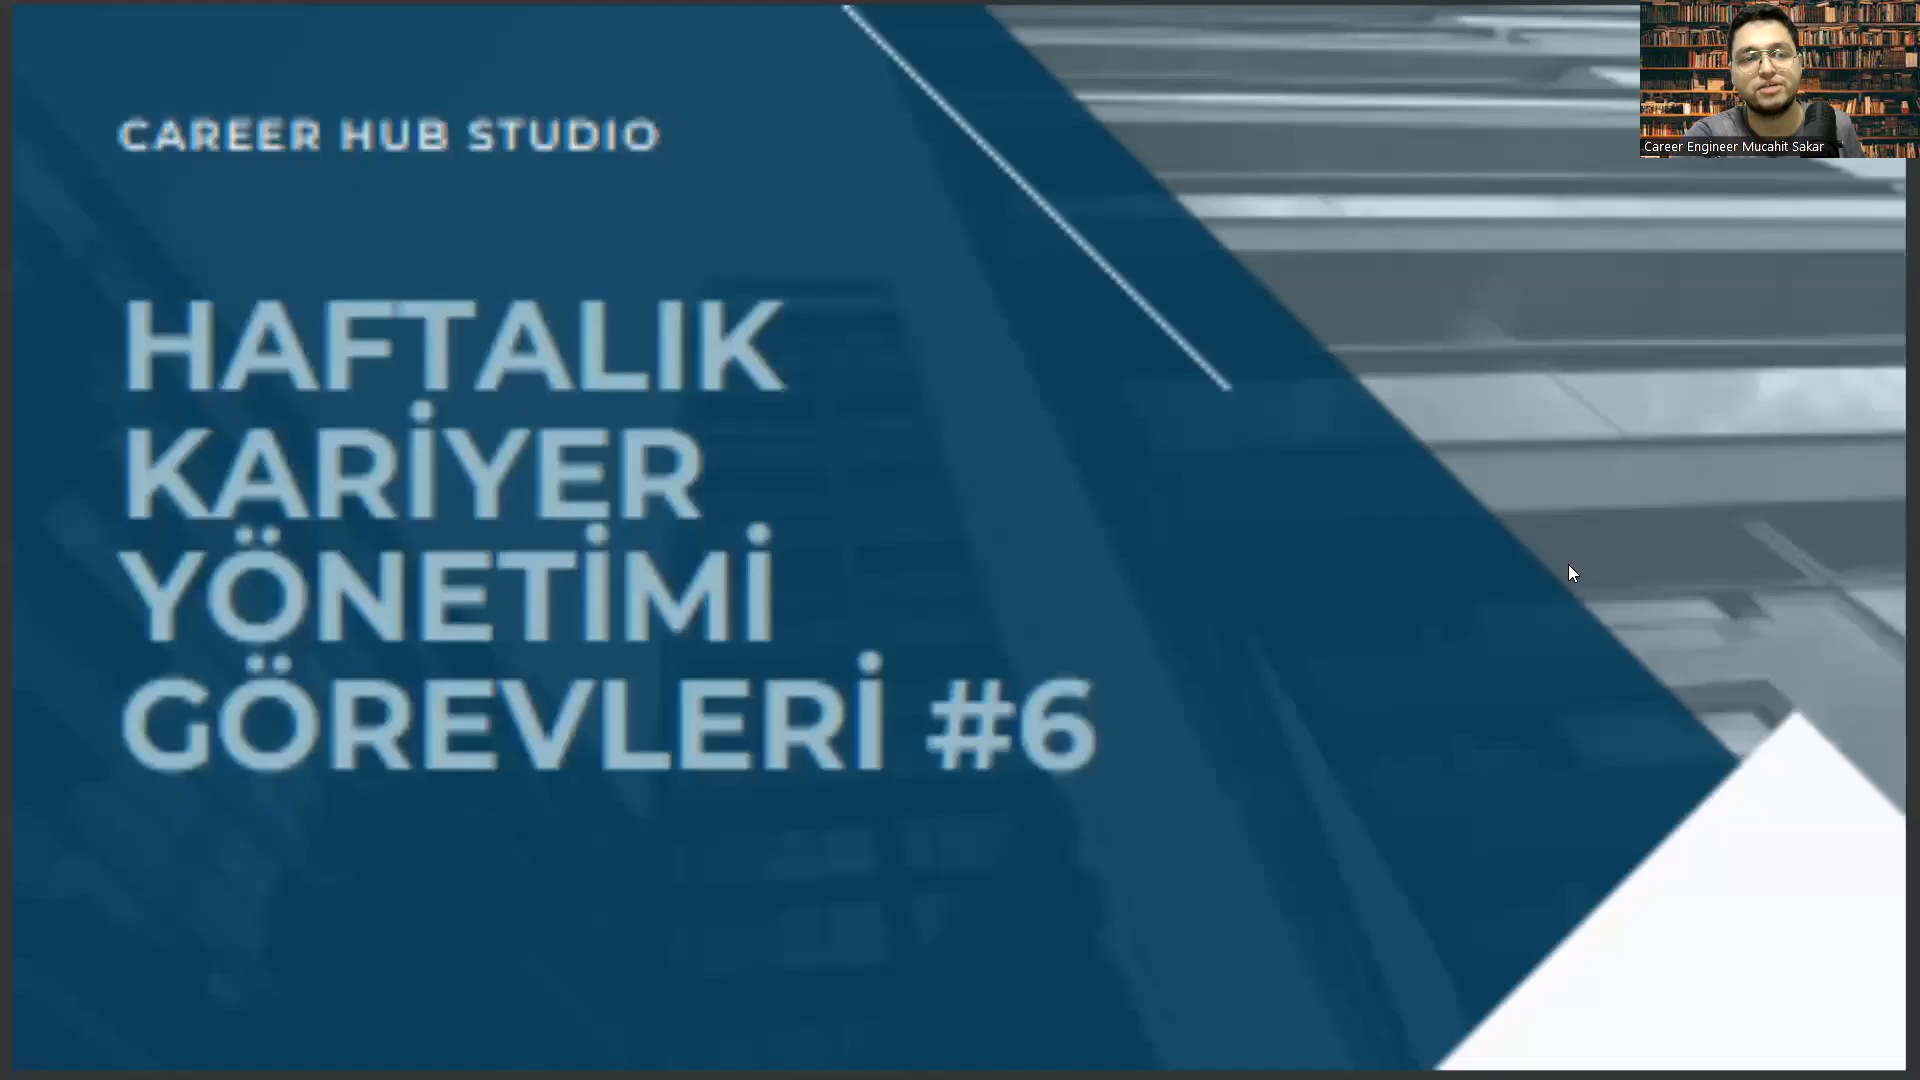 CAREER HUB STUDIO
HAFTALIK
KARİYER
YÖNETİMİ
GÖREVLERİ #6
Career Engineer Mucahit Sakar